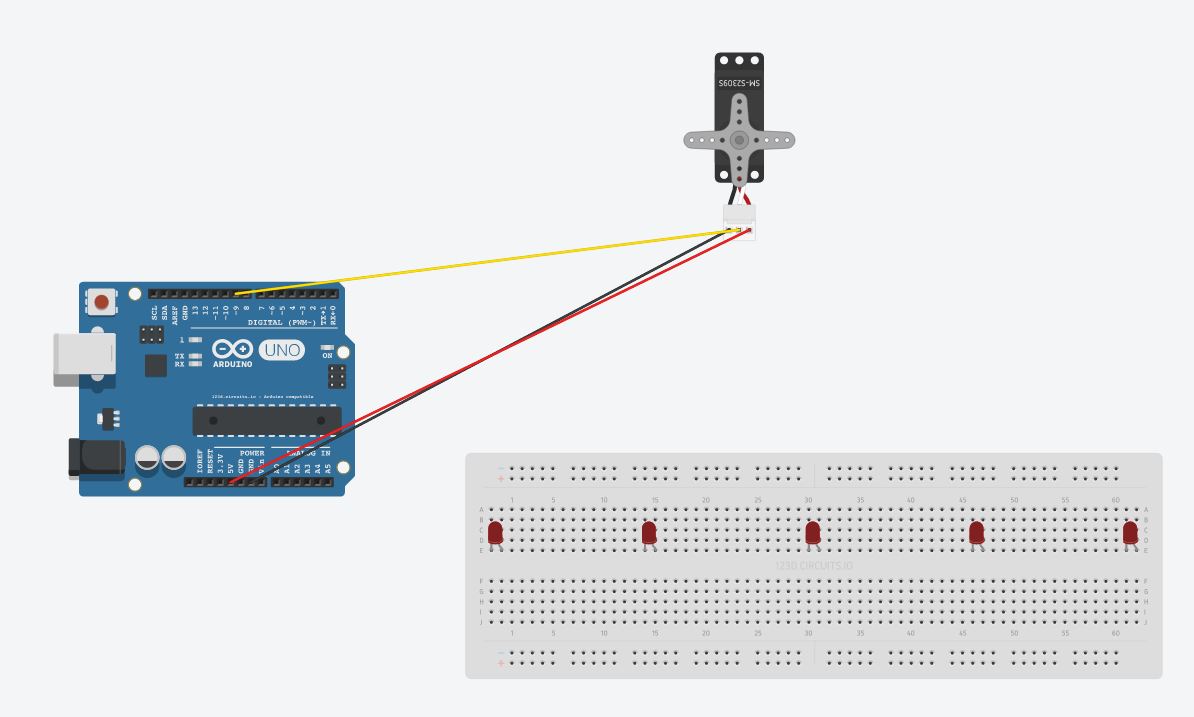 SM-S2309S
SCL
SDA
AREF
GND
13
12
~11
~10
~9
8
7
~6
~5
4
~3
2
TX→1
RX←0
DIGITAL (PWM~)
1
TX
RX
ARDUINO
UNO
ON
123d.circuits.io - Arduino compatible
POWER
ANALOG IN
IOREF
RESET
3.3V
5V
GND
GND
Vin
A0
A1
A2
A3
A4
A5
- +
1 5 10 15 20 25 30 35 40 45 50 55 60
A A
B B
C C
D D
E E
123D.CIRCUITS.IO
F F
G G
H H
I I
J J
1 5 10 15 20 25 30 35 40 45 50 55 60
- +